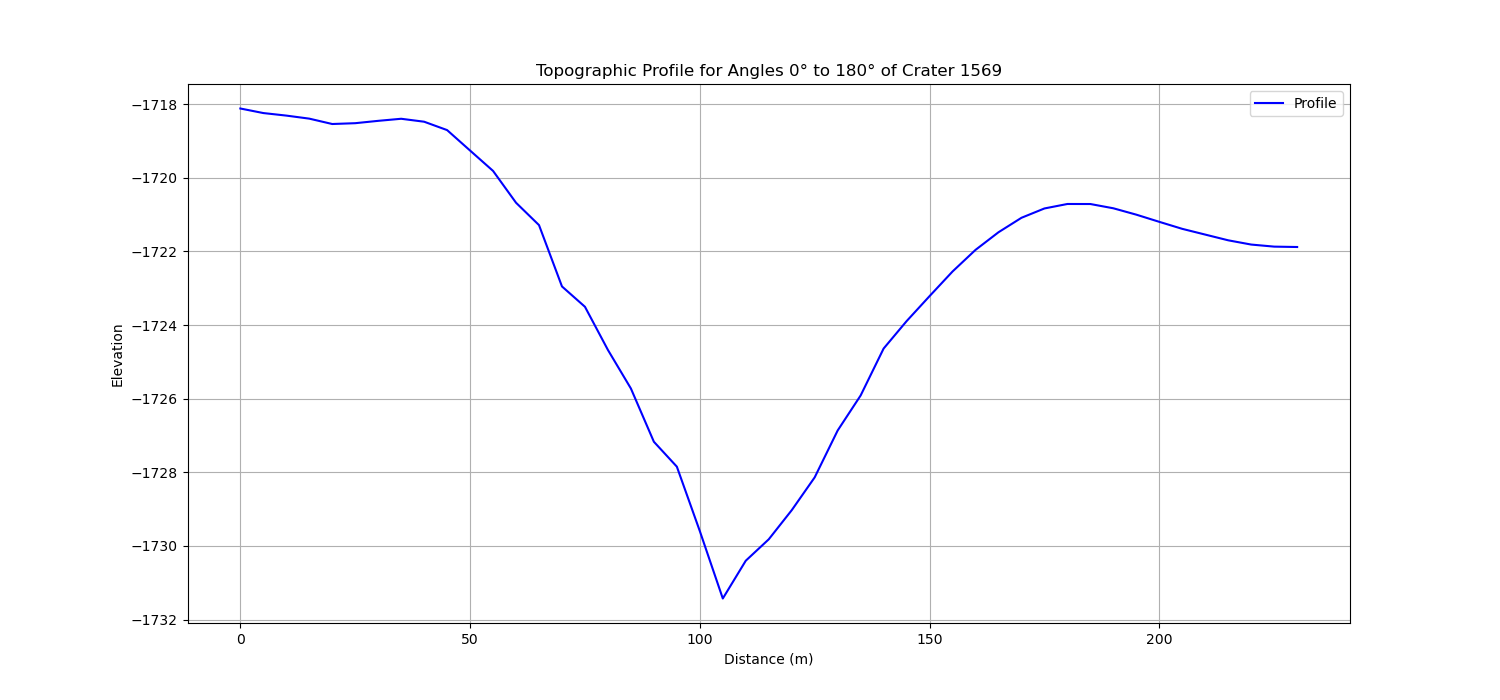 Topographic Profile for Angles 0° to 180° of Crater 1569
Profile
−1718
−1720
−1722
−1724
−1726
−1728
−1730
−1732
Elevation
0 50 100 150 200
Distance (m)